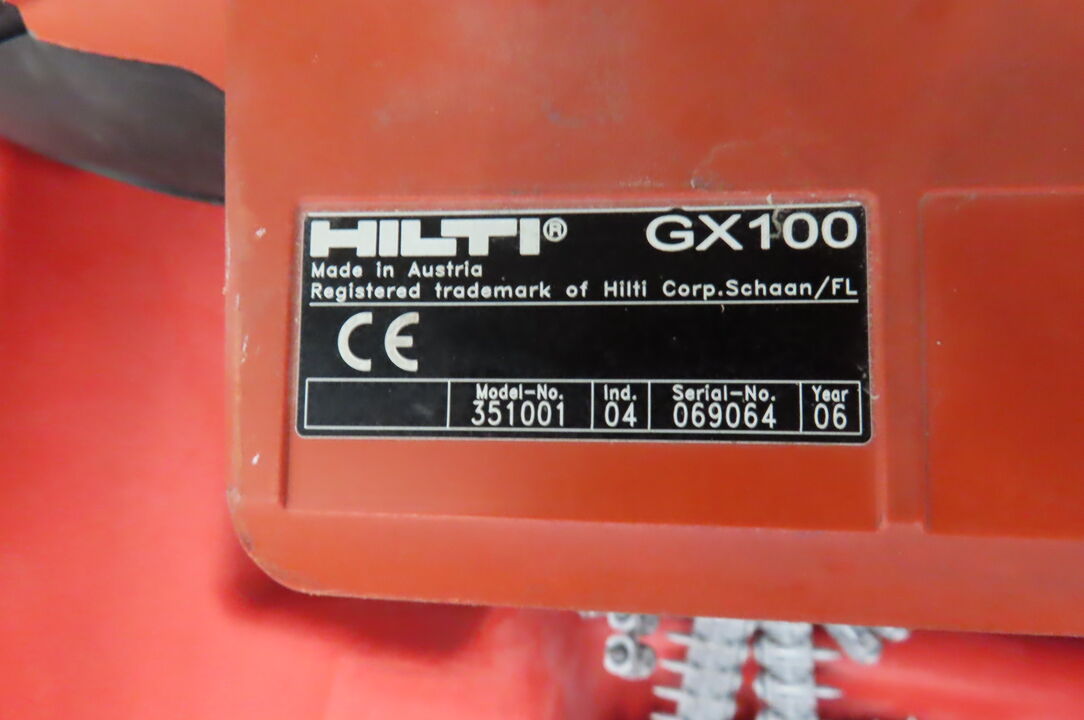 HILTI® GX100
Made in Austria
Registered trademark of Hilti Corp.Schaan/FL
CE
Model-No. Ind. Serial-No. Year
351001 04 069064 06